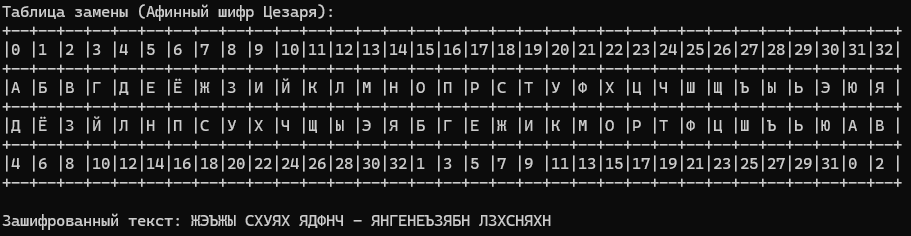 Таблица замены (Афинный шифр Цезаря):
+--+--+--+--+--+--+--+--+--+--+--+--+--+--+--+--+--+--+--+--+--+--+--+--+--+--+--+--+--+--+--+--+--+
|0 |1 |2 |3 |4 |5 |6 |7 |8 |9 |10|11|12|13|14|15|16|17|18|19|20|21|22|23|24|25|26|27|28|29|30|31|32|
+--+--+--+--+--+--+--+--+--+--+--+--+--+--+--+--+--+--+--+--+--+--+--+--+--+--+--+--+--+--+--+--+--+
|А |Б |В |Г |Д |Е |Ё |Ж |З |И |Й |К |Л |М |Н |О |П |Р |С |Т |У |Ф |Х |Ц |Ч |Ш |Щ |Ъ |Ы |Ь |Э |Ю |Я |
+--+--+--+--+--+--+--+--+--+--+--+--+--+--+--+--+--+--+--+--+--+--+--+--+--+--+--+--+--+--+--+--+--+
|Д |Ё |З |Й |Л |Н |П |С |У |Х |Ч |Щ |Ы |Э |Я |Б |Г |Е |Ж |И |К |М |О |Р |Т |Ф |Ц |Ш |Ъ |Ь |Ю |А |В |
+--+--+--+--+--+--+--+--+--+--+--+--+--+--+--+--+--+--+--+--+--+--+--+--+--+--+--+--+--+--+--+--+--+
|4 |6 |8 |10|12|14|16|18|20|22|24|26|28|30|32|1 |3 |5 |7 |9 |11|13|15|17|19|21|23|25|27|29|31|0 |2 |
+--+--+--+--+--+--+--+--+--+--+--+--+--+--+--+--+--+--+--+--+--+--+--+--+--+--+--+--+--+--+--+--+--+
Зашифрованный текст: ЖЭЪЖЫ СХУЯХ ЯДФНЧ – ЯНГЕНЕЪЗЯБН ЛЗХСНЯХН